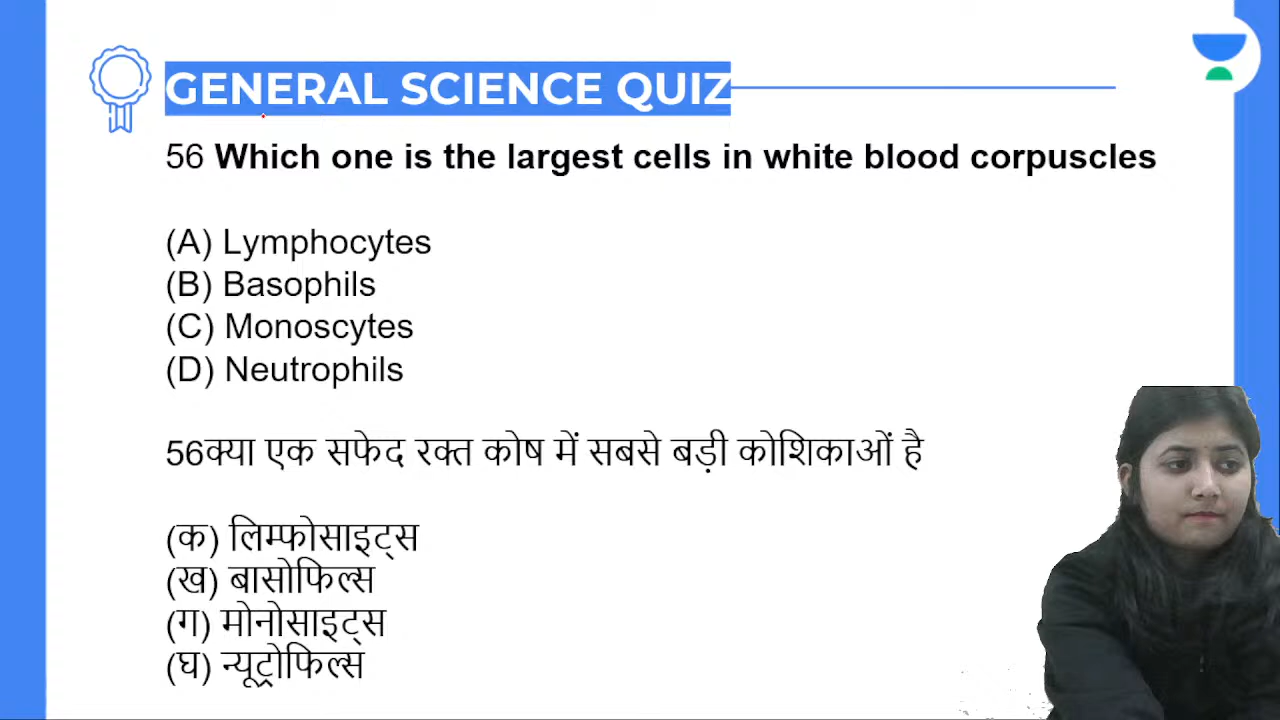 GENERAL SCIENCE QUIZ
56 Which one is the largest cells in white blood corpuscles
(A) Lymphocytes
(B) Basophils
(C) Monoscytes
(D) Neutrophils
56क्या एक सफेद रक्त कोष में सबसे बड़ी कोशिकाओं है
(क) लिम्फोसाइट्स
(ख) बासोफिल्स
(ग) मोनोसाइट्स
(घ) न्यूट्रोफिल्स